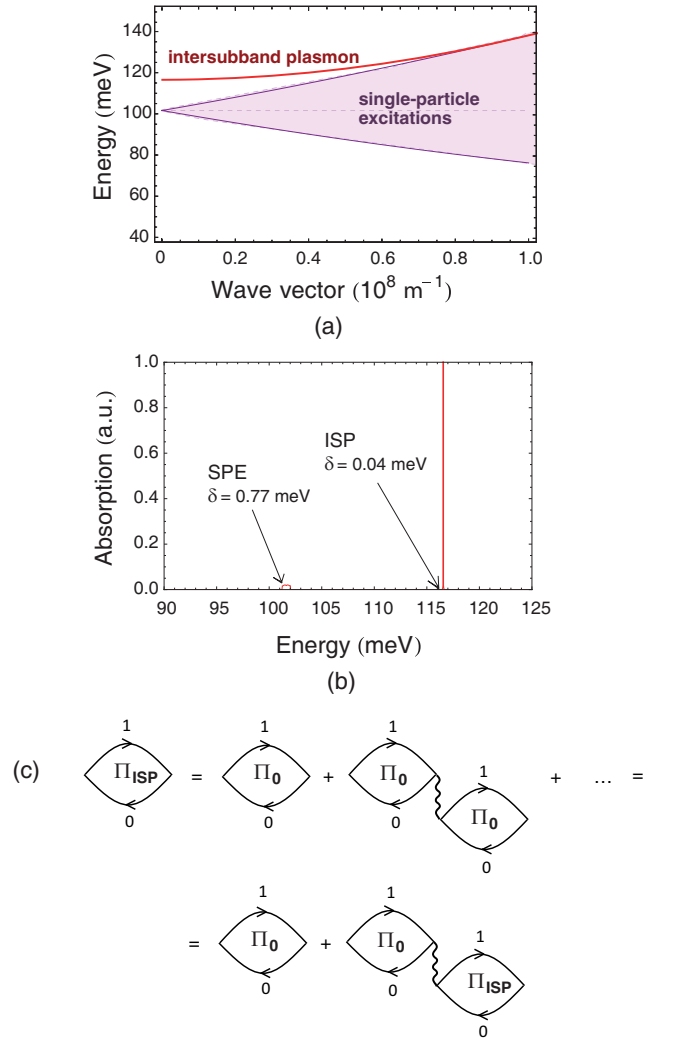 140
120
100
80
60
40
Energy (meV)
intersubband plasmon
single-particle
excitations
0
0.2
0.4
0.6
0.8
1.0
Wave vector (10⁸ m⁻¹)
(a)
1.0
0.8
0.6
0.4
0.2
0.0
Absorption (a.u.)
SPE
δ = 0.77 meV
ISP
δ = 0.04 meV
90 95 100 105 110 115 120 125
Energy (meV)
(b)
(c)
1 1 1 1
Π_ISP = Π_0 + Π_0 Π_0 + ... =
0 0 0 0
1 1 1
= Π_0 + Π_0 Π_ISP
0 0 0